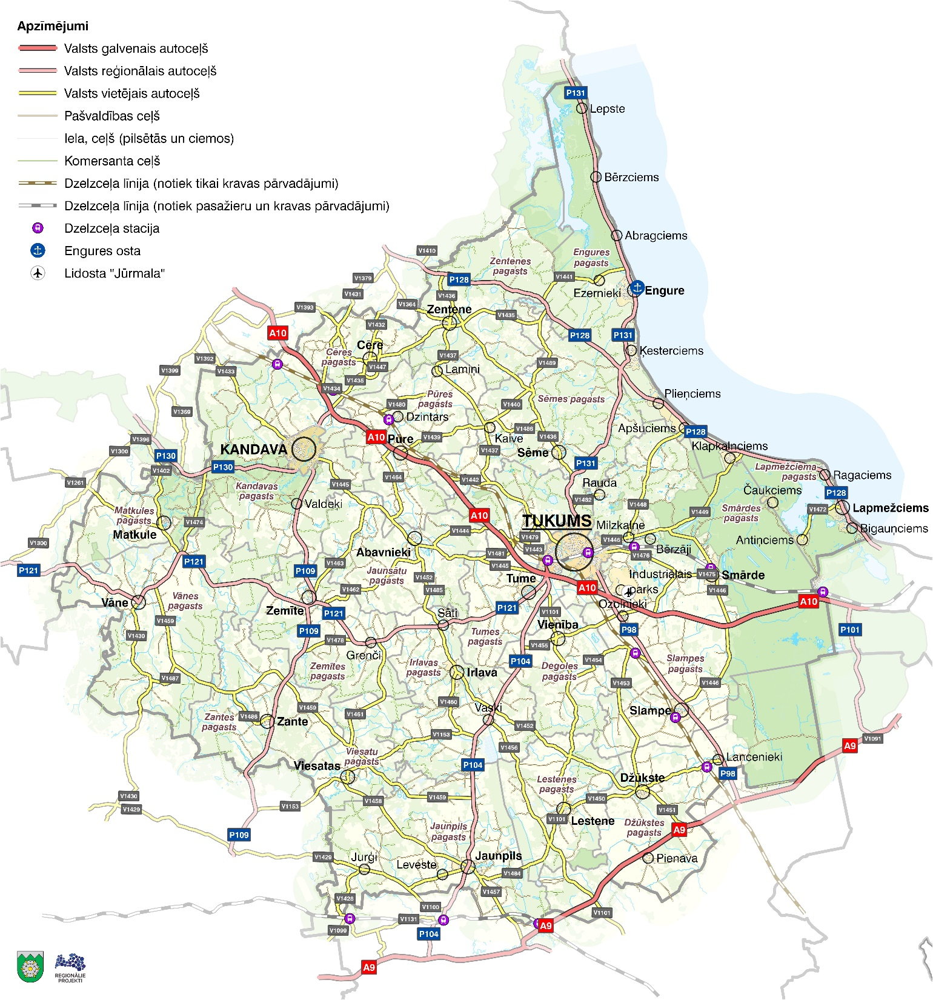 Apzīmējumi
Valsts galvenais autoceļš
Valsts reģionālais autoceļš
Valsts vietējais autoceļš
Pašvaldības ceļš
Iela, ceļš (pilsētās un ciemos)
Komersanta ceļš
Dzelzceļa līnija (notiek tikai kravas pārvadājumi)
Dzelzceļa līnija (notiek pasažieru un kravas pārvadājumi)
Dzelzceļa stacija
Engures osta
Lidosta "Jūrmala"
P131
Lepste
Bērzciems
Abragciems
V1410
Engures
pagasts
Zentenes
pagasts
V1379
P128
V1441
Ezernieki
Engure
V1431
V1436
V1364
V1393
Zentene
V1435
V1432
A10
P128
P131
Cēre
Ķesterciems
Cēres
pagasts
V1392
V1437
V1489
V1399
V1433
V1447
Lamiņi
V1435
V1434
Plieņciems
Pūres
pagasts
Sēmes pagasts
V1480
V1440
V1369
Dzintars
Apšuciems
V1488
P128
V1396
A10
Pūre
V1439
Kaive
V1436
Klapkalnciems
V1300
KANDAVA
V1437
Sēme
P130
P130
P131
V1402
Lapmežciema
pagasts
Ragaciems
V1261
V1464
V1442
Rauda
V1445
Kandavas
pagasts
Čaukciems
P128
V1482
Valdeķi
V1448
V1449
Smārdes
pagasts
V1472
Lapmežciems
Matkules
pagasts
A10
V1474
TUKUMS
Milzkalne
Matkule
V1444
V1479
V1446
Antiņciems
Bigauņciems
V1300
Abavnieki
V1443
Bērzāji
V1481
V1476
P121
P121
V1463
V1445
P109
Jaunsātu
pagasts
V1452
Tume
Industriālais
parks
V1475
Smārde
A10
V1462
V1485
V1446
Vānes
pagasts
Vāne
Zemīte
P121
P121
Ozolnieki
A10
V1101
Sāti
V1459
Vienība
P109
P98
P101
V1430
Tumes
pagasts
V1478
V1455
Grenči
P104
V1454
Irlavas
pagasts
Zemītes
pagasts
Irlava
Degoles
pagasts
Slampes
pagasts
V1487
V1453
V1446
V1460
Vaski
V1459
Slampe
V1461
Zantes
pagasts
V1486
Zante
V1452
V1153
V1091
V1456
A9
Viesatu
pagasts
Viesatas
P104
Lancenieki
P98
Lestenes
pagasts
Džūkste
V1430
V1459
V1450
V1458
V1429
V1153
V1451
V1101
Lestene
Džūkstes
pagasts
Jaunpils
pagasts
A9
P109
V1429
Jurģi
Jaunpils
Pienava
Leveste
V1484
V1457
V1428
V1100
V1101
V1131
V1099
A9
P104
A9
REĢIONĀLIE
PROJEKTI